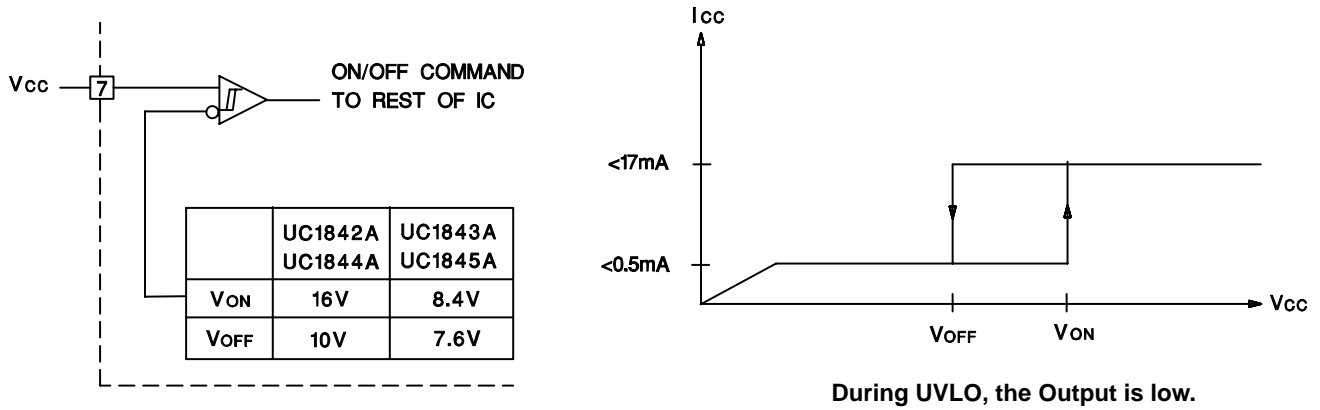 Vcc
7
ON/OFF COMMAND
TO REST OF IC
UC1842A UC1843A
UC1844A UC1845A
VON 16V 8.4V
VOFF 10V 7.6V
Icc
<17mA
<0.5mA
Vcc
VOFF VON
During UVLO, the Output is low.